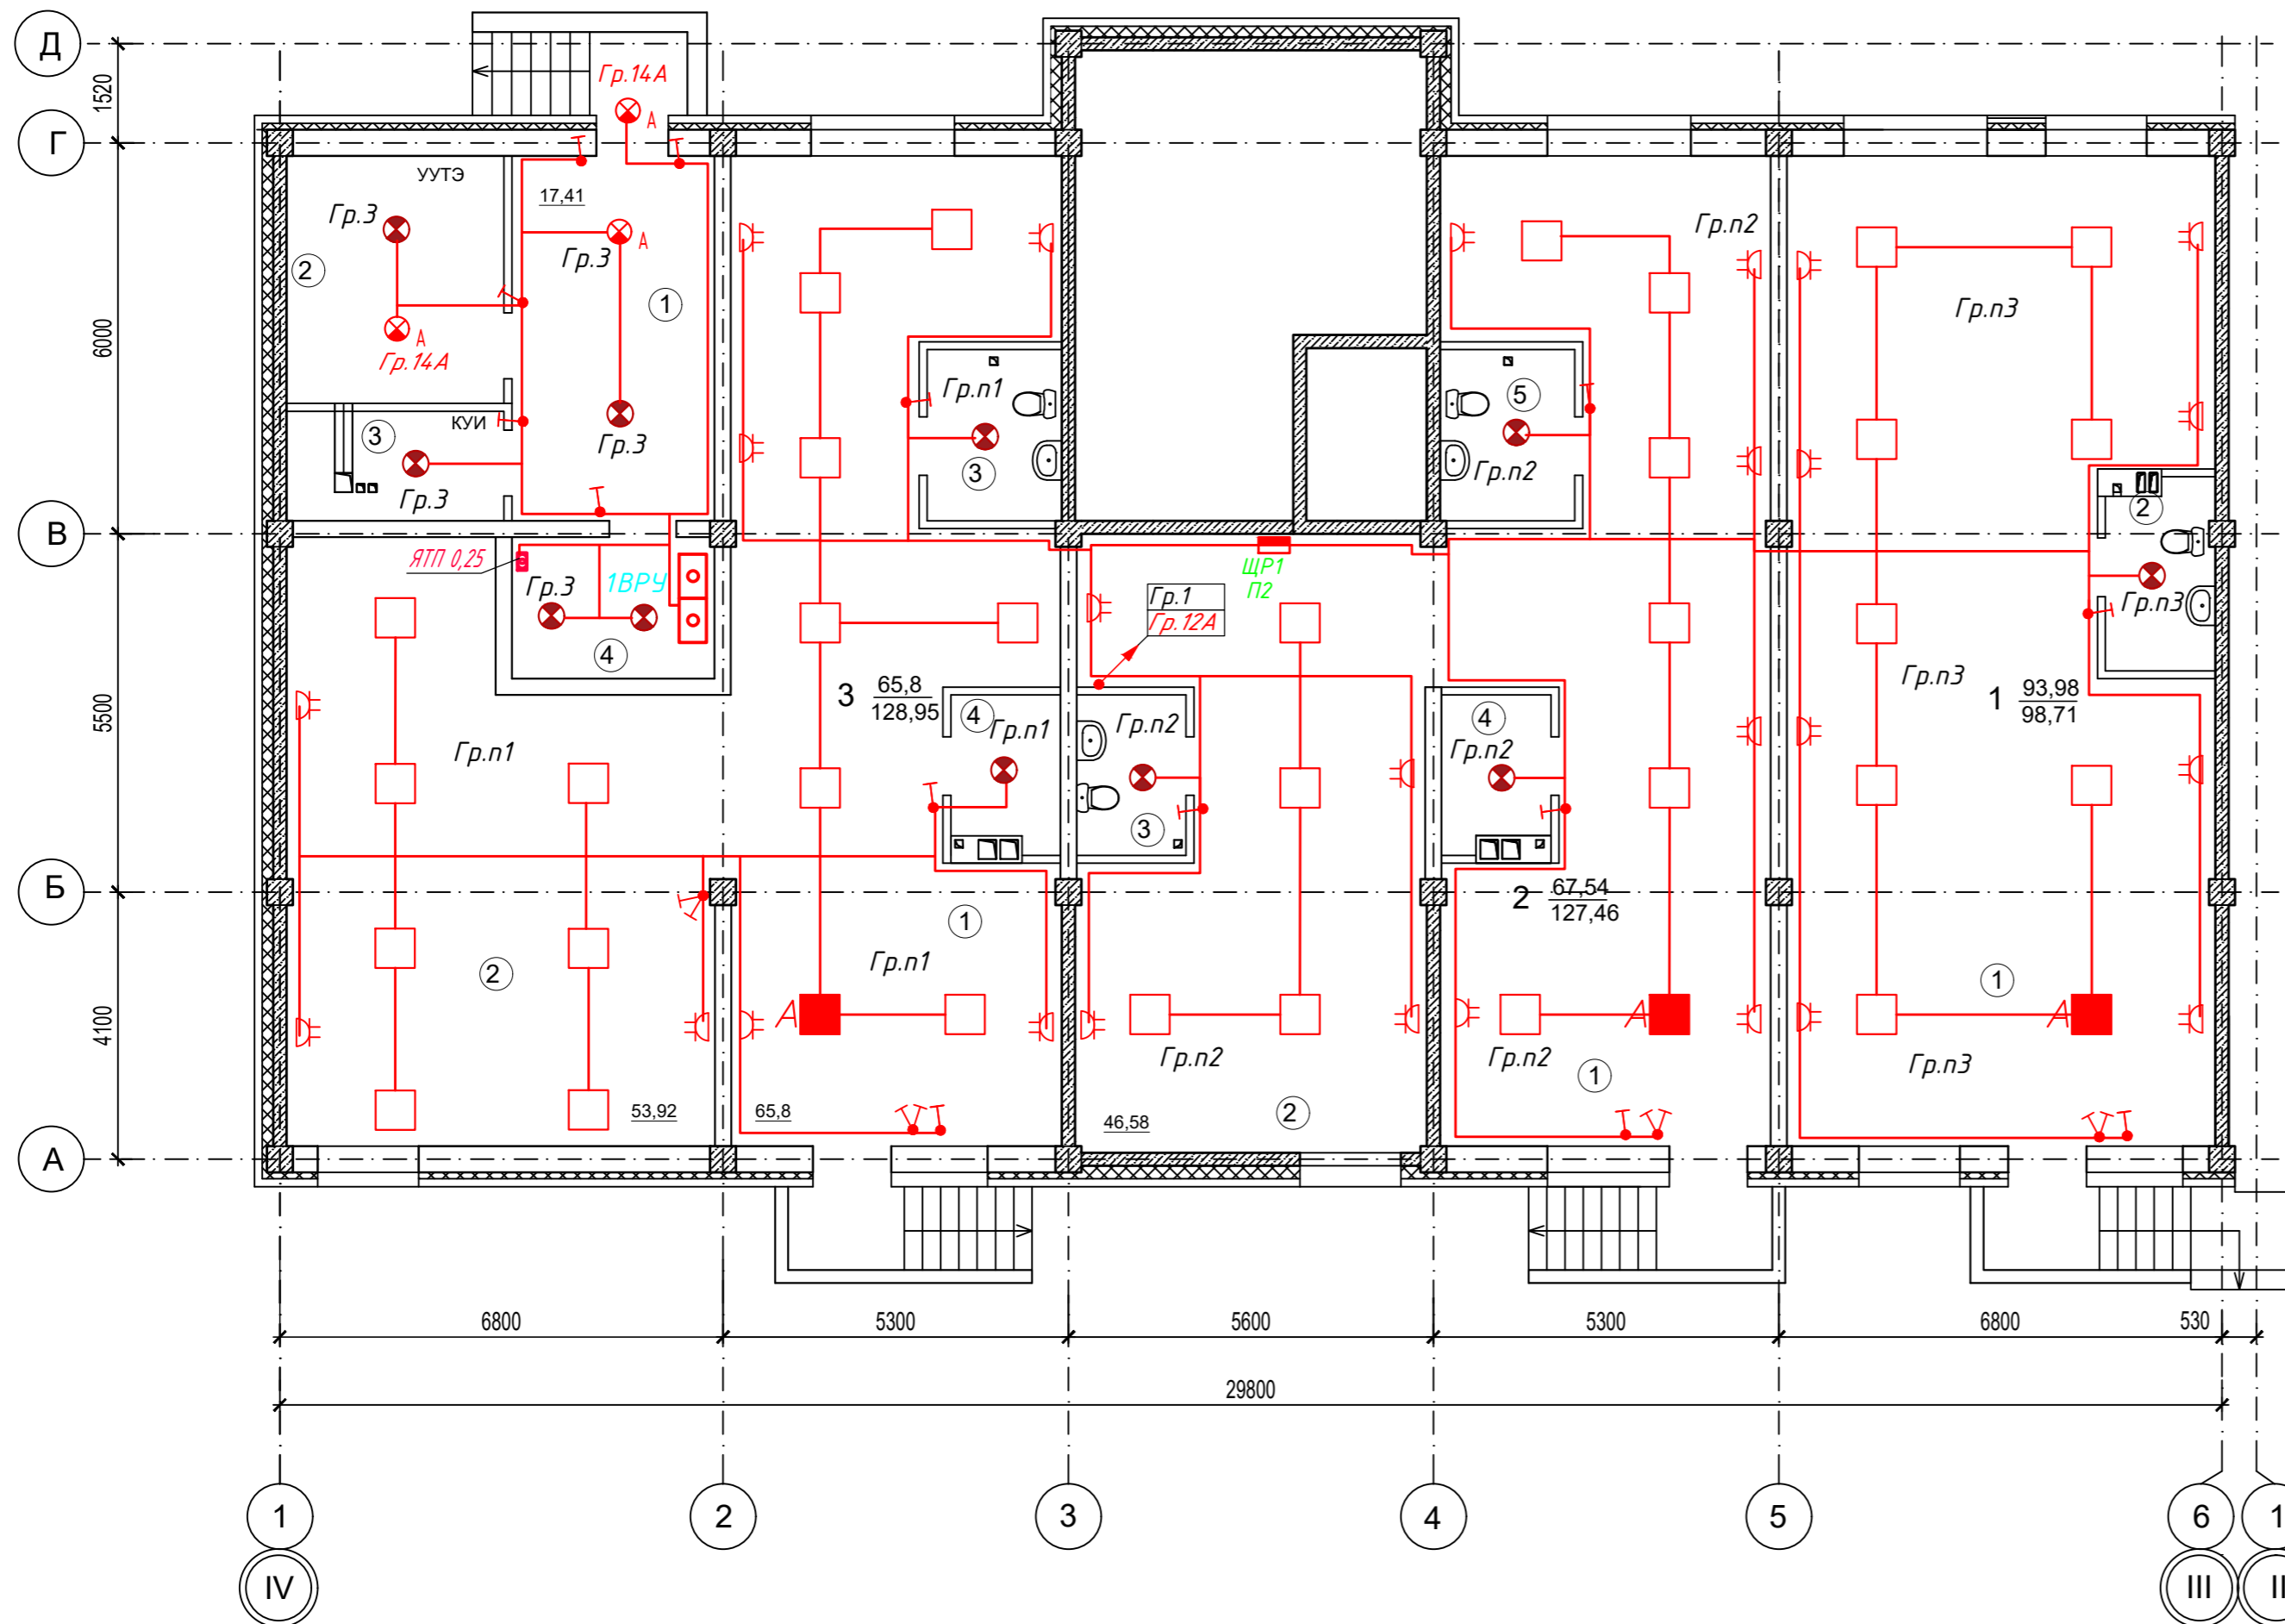 Д
Гр.14А
А
1520
Г
УУТЭ
17,41
Гр.3
А
Гр.3
Гр.п2
2
1
Гр.п3
6000
А
Гр.14А
Гр.п1
5
3
КУИ
Гр.3
3
Гр.п2
Гр.3
2
В
ЯТП 0,25
Гр.3
1ВРУ
ЩР1
П2
Гр.1
Гр.12А
Гр.п3
4
Гр.п3
3
65,8
128,95
1
93,98
98,71
5500
4
Гр.п1
Гр.п2
4
Гр.п2
Гр.п1
3
Б
2
67,54
127,46
1
Гр.п1
2
1
4100
А
А
А
Гр.п2
Гр.п2
Гр.п3
1
53,92
65,8
46,58
2
А
6800
5300
5600
5300
6800
530
29800
1
2
3
4
5
6
1
IV
III
II